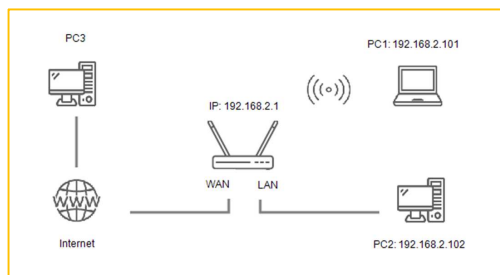 PC3
PC1: 192.168.2.101
IP: 192.168.2.1
WAN
LAN
WWW
Internet
PC2: 192.168.2.102